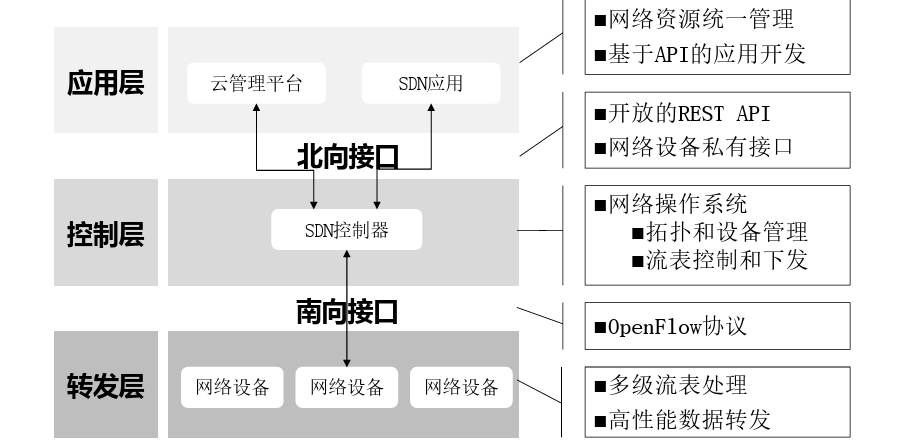 ■网络资源统一管理
■基于API的应用开发
应用层
云管理平台
SDN应用
■开放的REST API
■网络设备私有接口
北向接口
控制层
SDN控制器
■网络操作系统
■拓扑和设备管理
■流表控制和下发
南向接口
■OpenFlow协议
转发层
网络设备
网络设备
网络设备
■多级流表处理
■高性能数据转发